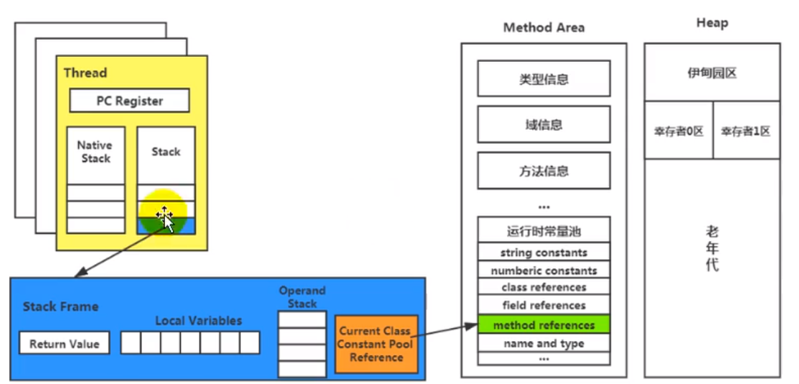 Thread
PC Register
Native
Stack
Stack
Stack Frame
Return Value
Local Variables
Operand
Stack
Current Class
Constant Pool
Reference
Method Area
类型信息
域信息
方法信息
...
运行时常量池
string constants
numberic constants
class references
field references
method references
name and type
...
Heap
伊甸园区
幸存者0区
幸存者1区
老
年
代